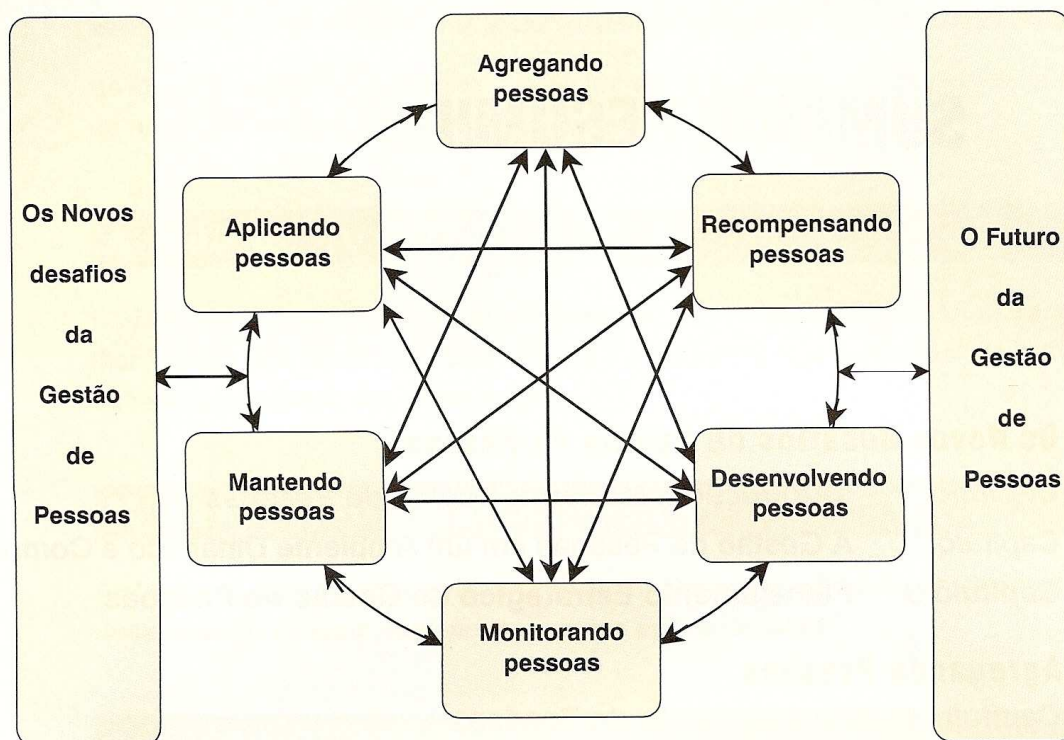 Os Novos
desafios
da
Gestão
de
Pessoas
Agregando
pessoas
Aplicando
pessoas
Recompensando
pessoas
Mantendo
pessoas
Desenvolvendo
pessoas
Monitorando
pessoas
O Futuro
da
Gestão
de
Pessoas